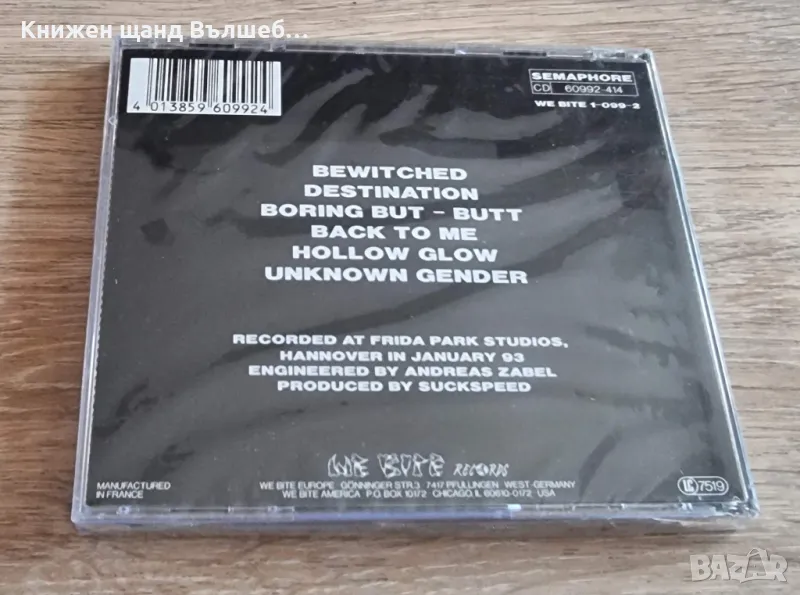 Книжен щанд Вълшеб...
4 013859 609924
SEMAPHORE
CD 60992-414
WE BITE 1-099-2
BEWITCHED
DESTINATION
BORING BUT - BUTT
BACK TO ME
HOLLOW GLOW
UNKNOWN GENDER
RECORDED AT FRIDA PARK STUDIOS,
HANNOVER IN JANUARY 93
ENGINEERED BY ANDREAS ZABEL
PRODUCED BY SUCKSPEED
WE BITE RECORDS
MANUFACTURED
IN FRANCE
WE BITE EUROPE GÖNNINGER STR.3 7417 PFULLINGEN WEST GERMANY
WE BITE AMERICA P.O. BOX 10172 CHICAGO, IL 60610-0172 USA
LC 7519
BAZAR